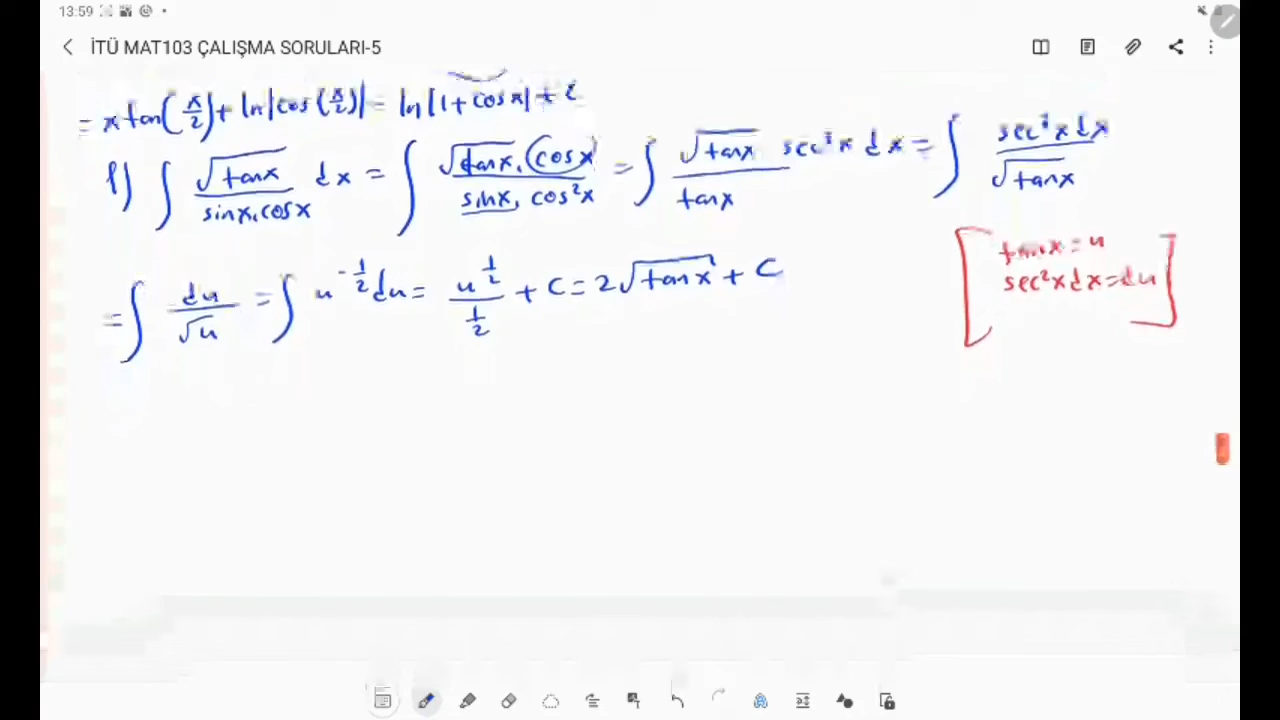 13:59
İTÜ MAT103 ÇALIŞMA SORULARI-5
= x tan(x/2) + ln|cos(x/2)| = ln|1+cosx| + c
f) ∫ √tanx / sinx.cosx dx = ∫ √tanx.cosx / sinx.cos²x = ∫ √tanx / tanx sec²x dx = ∫ sec²x dx / √tanx
[ tanx = u
sec²x dx = du ]
= ∫ du / √u = ∫ u^-1/2 du = u^1/2 / 1/2 + C = 2√tanx + C